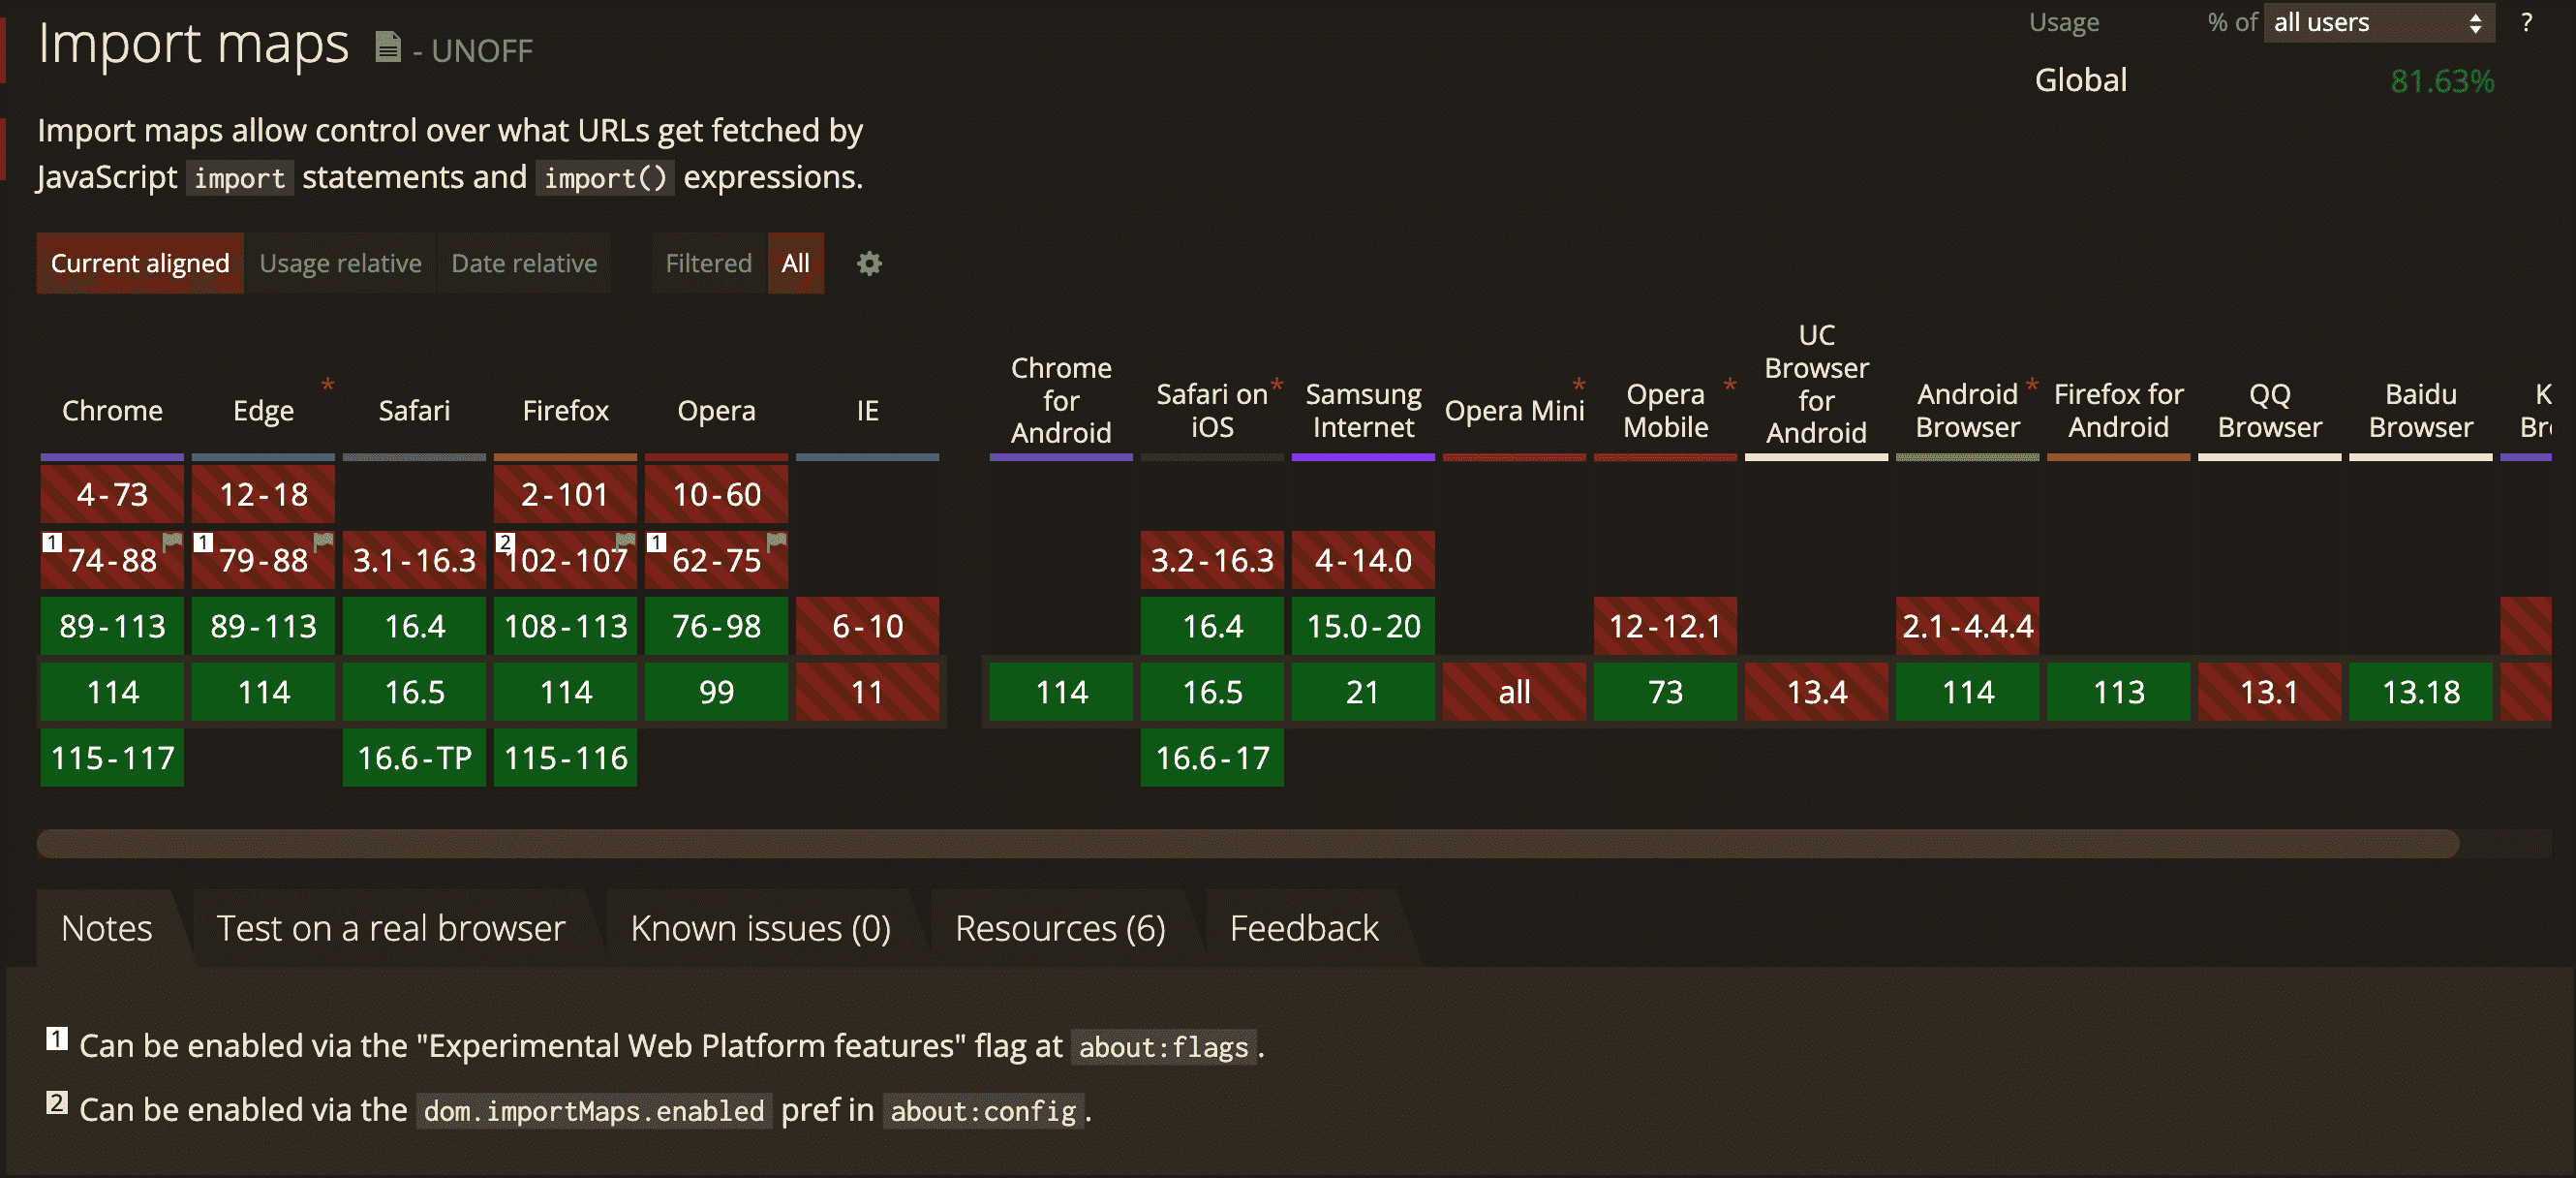 Import maps - UNOFF
Usage % of all users ?
Global 81.63%
Import maps allow control over what URLs get fetched by
JavaScript import statements and import() expressions.
Current aligned Usage relative Date relative Filtered All
Chrome
Edge *
Safari
Firefox
Opera
IE
Chrome
for
Android
Safari on *
iOS
Samsung
Internet
Opera Mini *
Opera *
Mobile
UC
Browser
for
Android
Android *
Browser
Firefox for
Android
QQ
Browser
Baidu
Browser
K
Br
4-73 12-18 2-101 10-60
1 74-88 1 79-88 3.1-16.3 2 102-107 1 62-75 3.2-16.3 4-14.0
89-113 89-113 16.4 108-113 76-98 6-10 16.4 15.0-20 12-12.1 2.1-4.4.4
114 114 16.5 114 99 11 114 16.5 21 all 73 13.4 114 113 13.1 13.18
115-117 16.6-TP 115-116 16.6-17
Notes Test on a real browser Known issues (0) Resources (6) Feedback
1 Can be enabled via the "Experimental Web Platform features" flag at about:flags.
2 Can be enabled via the dom.importMaps.enabled pref in about:config.